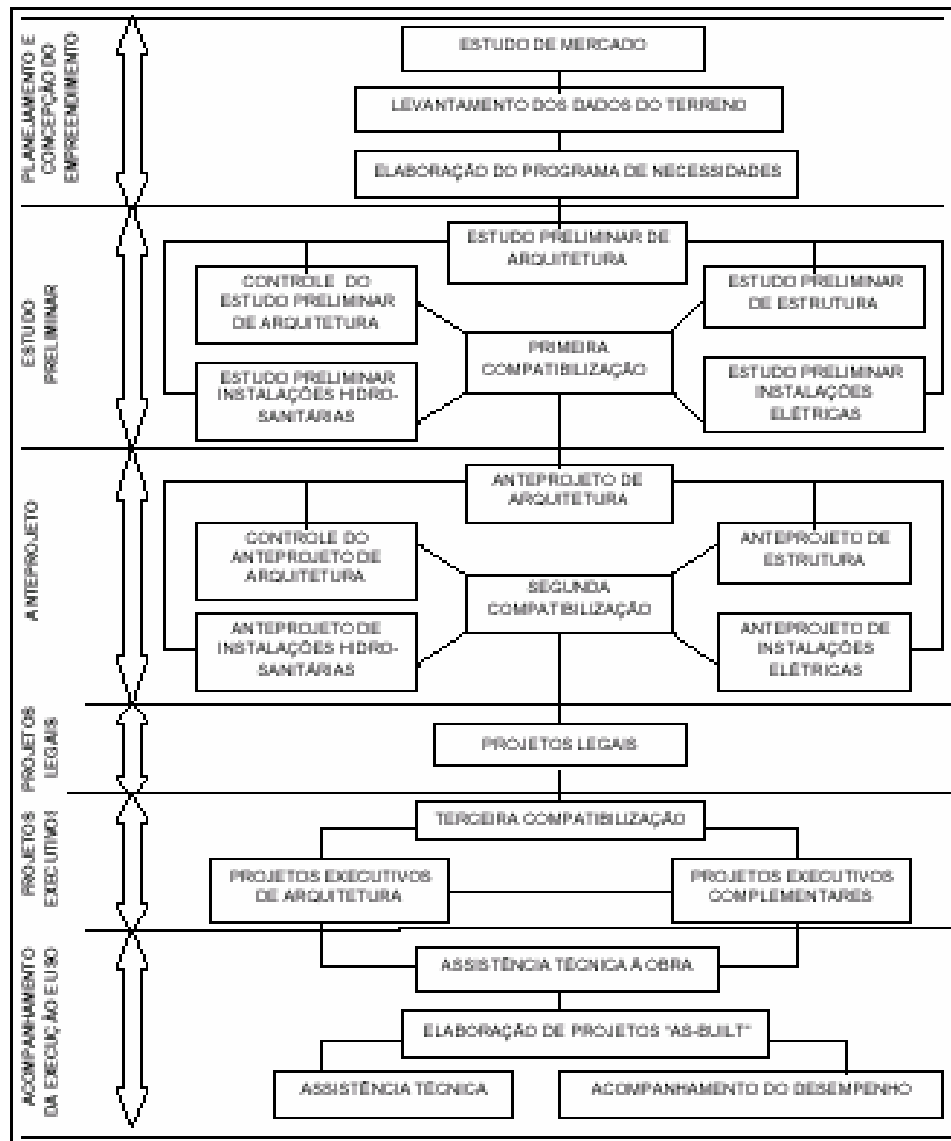 PLANEJAMENTO E
CONCEPÇÃO DO
EMPREENDIMENTO
ESTUDO DE MERCADO
LEVANTAMENTO DOS DADOS DO TERRENO
ELABORAÇÃO DO PROGRAMA DE NECESSIDADES
ESTUDO
PRELIMINAR
ESTUDO PRELIMINAR DE
ARQUITETURA
CONTROLE DO
ESTUDO PRELIMINAR
DE ARQUITETURA
ESTUDO PRELIMINAR
DE ESTRUTURA
PRIMEIRA
COMPATIBILIZAÇÃO
ESTUDO PRELIMINAR
INSTALAÇÕES HIDRO-
SANITÁRIAS
ESTUDO PRELIMINAR
INSTALAÇÕES
ELÉTRICAS
ANTEPROJETO
ANTEPROJETO DE
ARQUITETURA
CONTROLE DO
ANTEPROJETO DE
ARQUITETURA
ANTEPROJETO DE
ESTRUTURA
SEGUNDA
COMPATIBILIZAÇÃO
ANTEPROJETO DE
INSTALAÇÕES HIDRO-
SANITÁRIAS
ANTEPROJETO DE
INSTALAÇÕES
ELÉTRICAS
PROJETOS
LEGAIS
PROJETOS LEGAIS
PROJETOS
EXECUTIVOS
TERCEIRA COMPATIBILIZAÇÃO
PROJETOS EXECUTIVOS
DE ARQUITETURA
PROJETOS EXECUTIVOS
COMPLEMENTARES
ACOMPANHAMENTO
DA EXECUÇÃO E USO
ASSISTÊNCIA TÉCNICA À OBRA
ELABORAÇÃO DE PROJETOS "AS-BUILT"
ASSISTÊNCIA TÉCNICA
ACOMPANHAMENTO DO DESEMPENHO